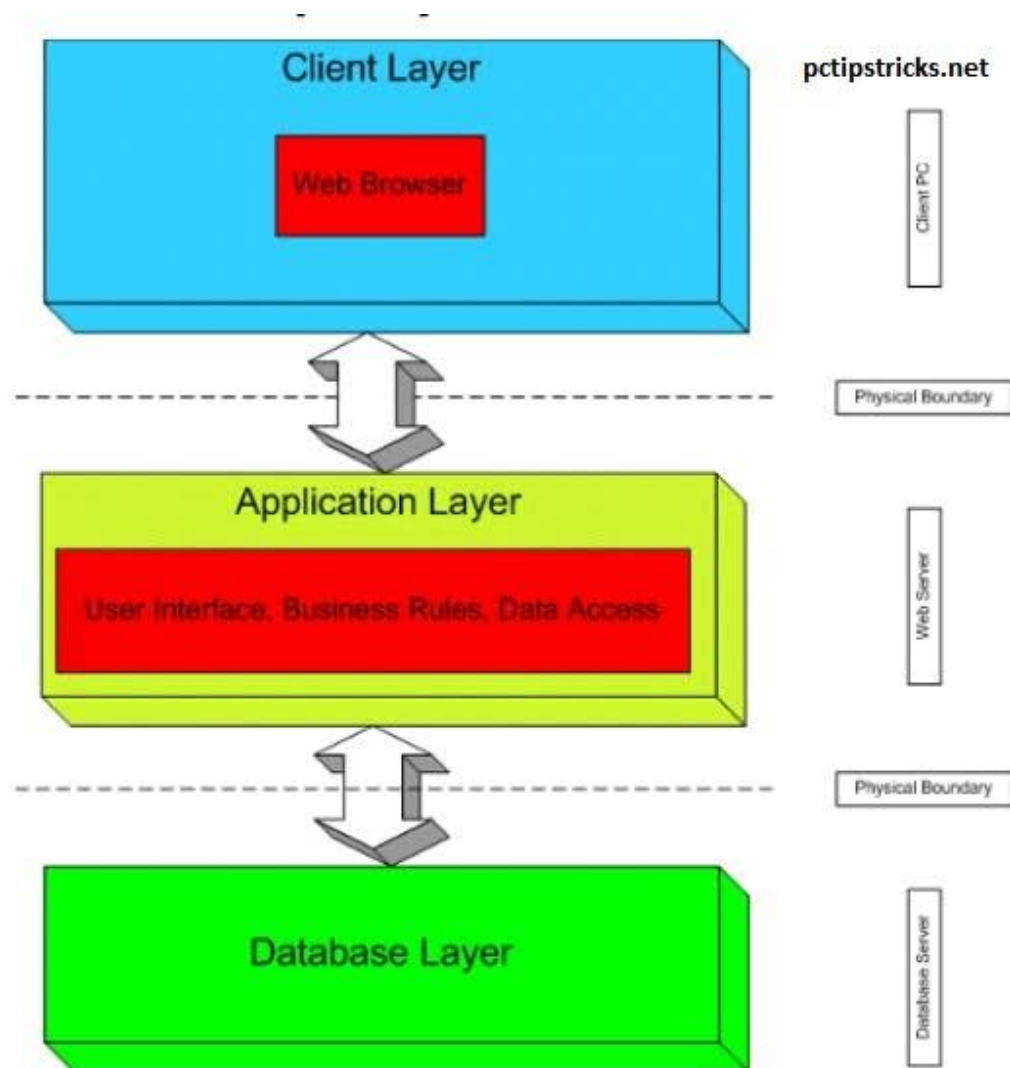 Client Layer
pctipstricks.net
Web Browser
Client PC
Physical Boundary
Application Layer
User Interface, Business Rules, Data Access
Web Server
Physical Boundary
Database Layer
Database Server